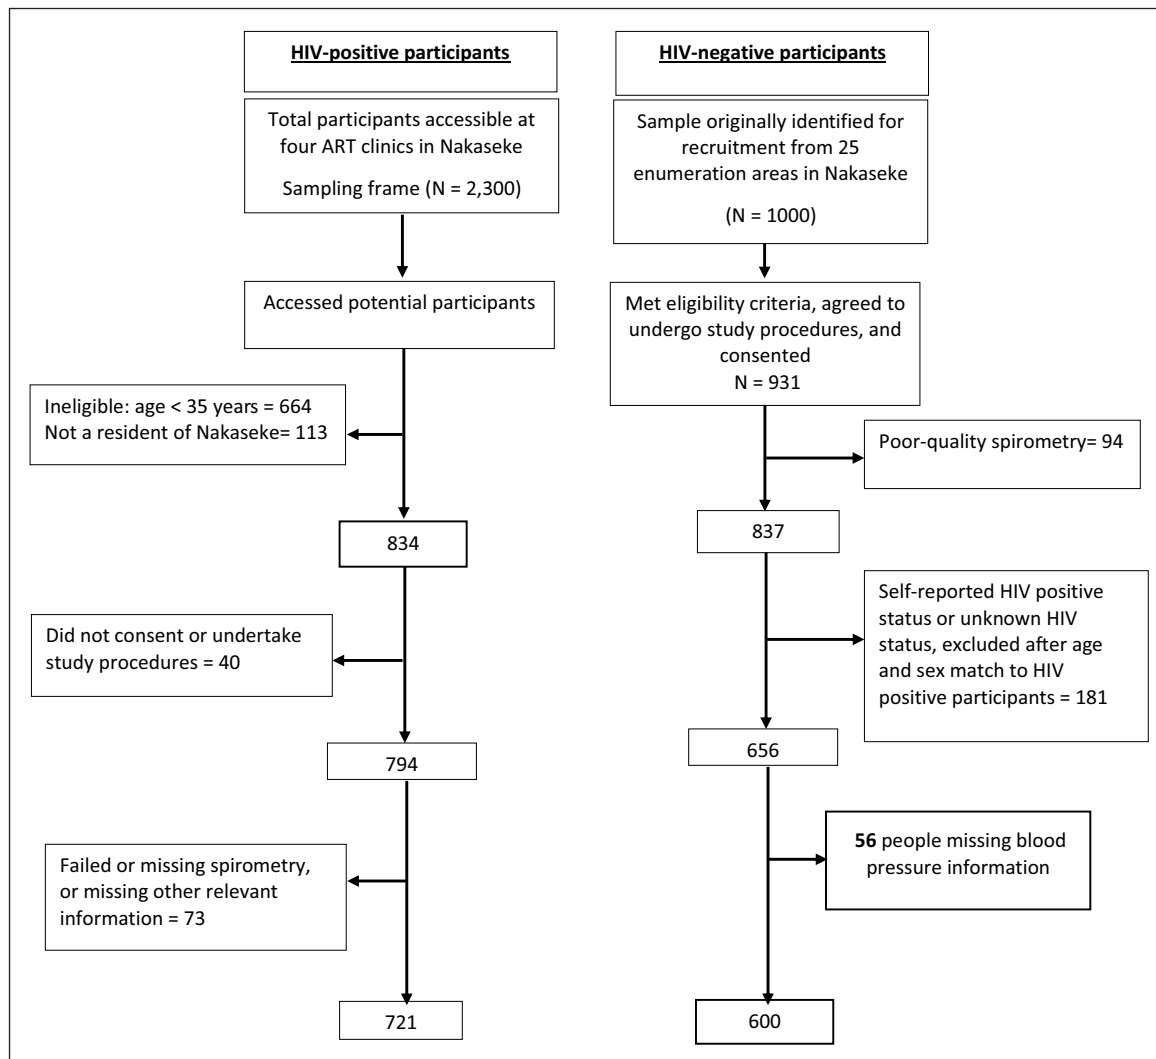 HIV-positive participants
Total participants accessible at
four ART clinics in Nakaseke
Sampling frame (N = 2,300)
Accessed potential participants
Ineligible: age < 35 years = 664
Not a resident of Nakaseke= 113
834
Did not consent or undertake
study procedures = 40
794
Failed or missing spirometry,
or missing other relevant
information = 73
721
HIV-negative participants
Sample originally identified for
recruitment from 25
enumeration areas in Nakaseke
(N = 1000)
Met eligibility criteria, agreed to
undergo study procedures, and
consented
N = 931
Poor-quality spirometry= 94
837
Self-reported HIV positive
status or unknown HIV
status, excluded after age
and sex match to HIV
positive participants = 181
656
56 people missing blood
pressure information
600